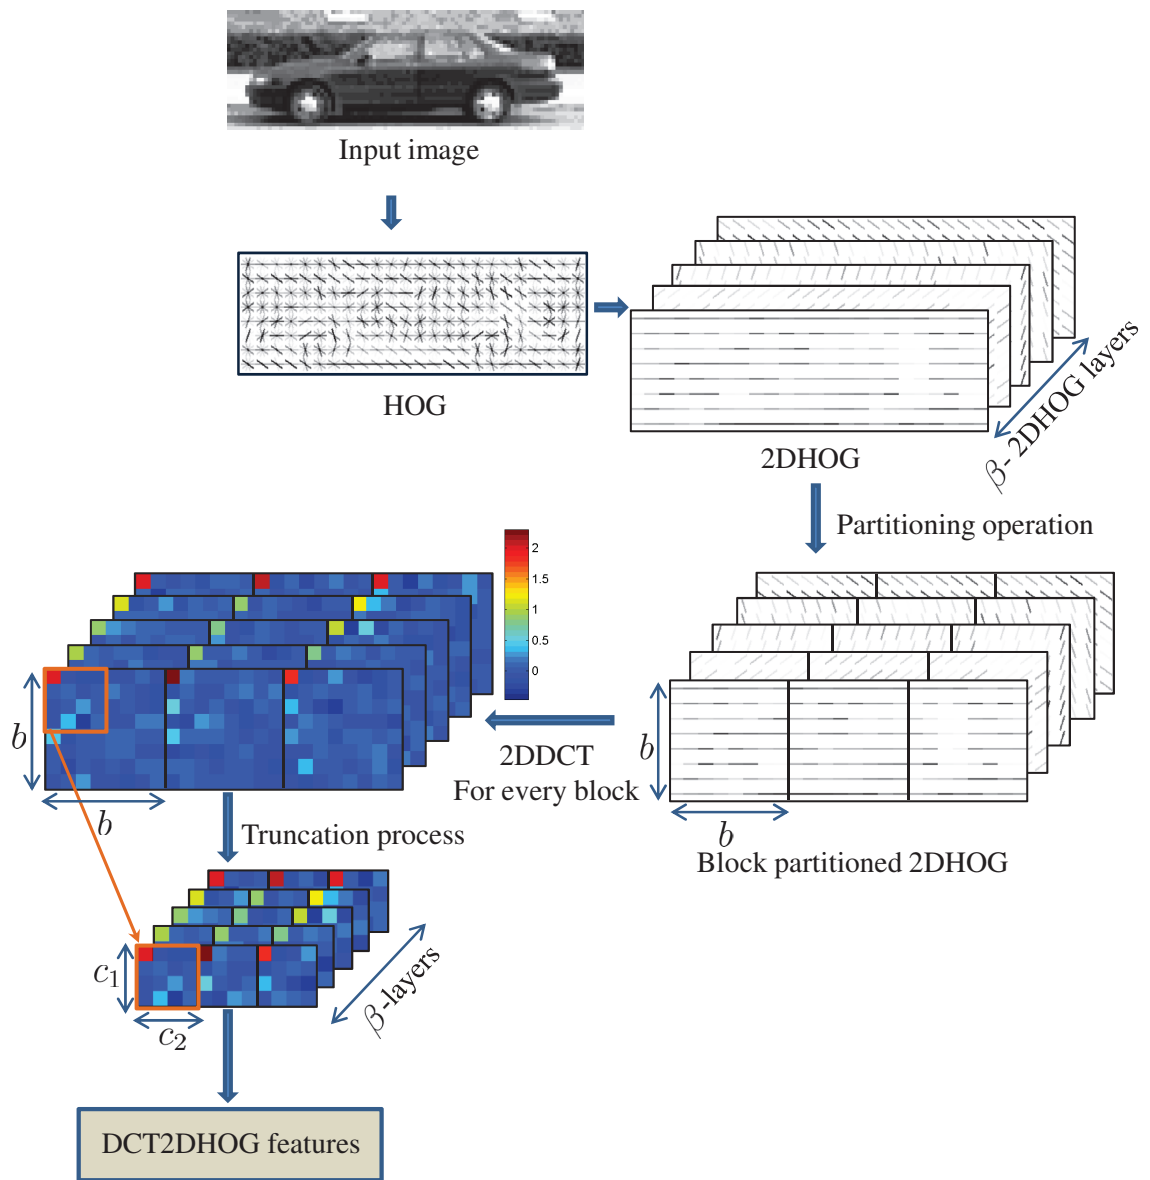 Input image
HOG
2DHOG
β- 2DHOG layers
Partitioning operation
2
1.5
1
0.5
0
b
b
2DDCT
For every block
b
b
Block partitioned 2DHOG
Truncation process
c1
c2
β-layers
DCT2DHOG features